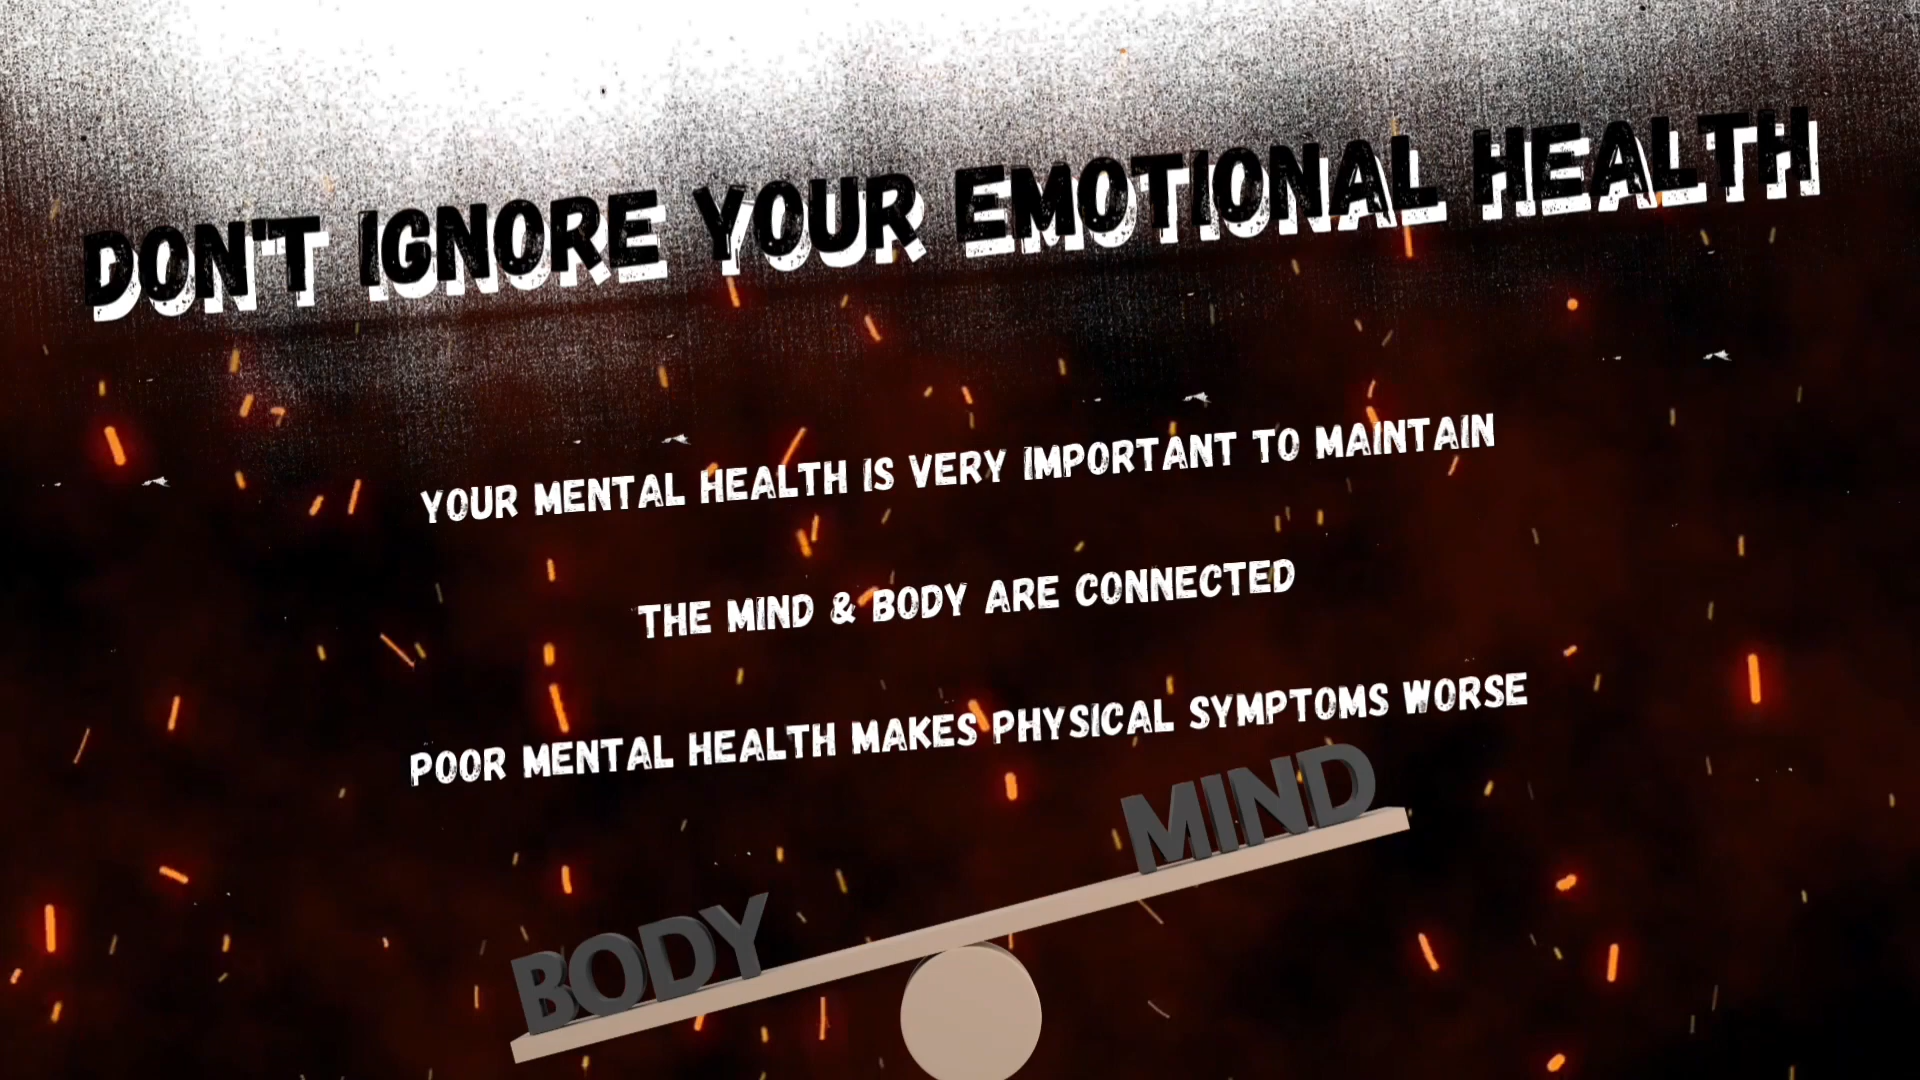 DON'T IGNORE YOUR EMOTIONAL HEALTH
YOUR MENTAL HEALTH IS VERY IMPORTANT TO MAINTAIN
THE MIND & BODY ARE CONNECTED
POOR MENTAL HEALTH MAKES PHYSICAL SYMPTOMS WORSE
MIND
BODY